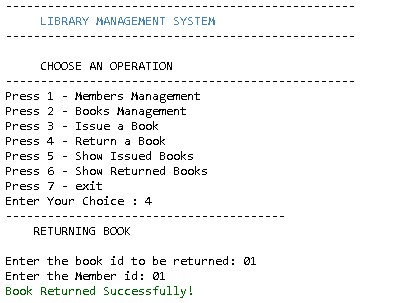 --------------------------------------------------
LIBRARY MANAGEMENT SYSTEM
--------------------------------------------------
CHOOSE AN OPERATION
--------------------------------------------------
Press 1 - Members Management
Press 2 - Books Management
Press 3 - Issue a Book
Press 4 - Return a Book
Press 5 - Show Issued Books
Press 6 - Show Returned Books
Press 7 - exit
Enter Your Choice : 4
----------------------------------------
RETURNING BOOK
Enter the book id to be returned: 01
Enter the Member id: 01
Book Returned Successfully!